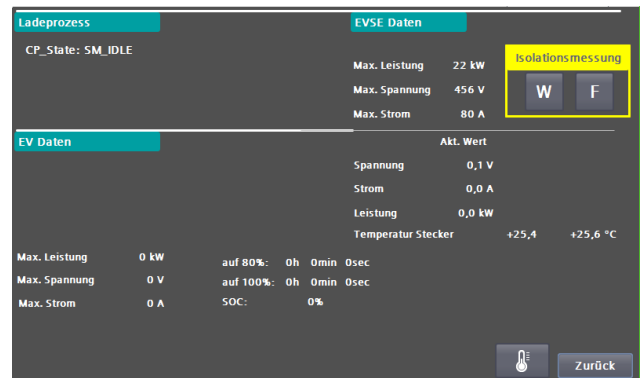 Ladeprozess
CP_State: SM_IDLE
EVSE Daten
Max. Leistung 22 kW
Max. Spannung 456 V
Max. Strom 80 A
Isolationsmessung
W F
EV Daten
Akt. Wert
Spannung 0,1 V
Strom 0,0 A
Leistung 0,0 kW
Temperatur Stecker +25,4 +25,6 °C
Max. Leistung 0 kW
Max. Spannung 0 V
Max. Strom 0 A
auf 80%: 0h 0min 0sec
auf 100%: 0h 0min 0sec
SOC: 0%
Zurück